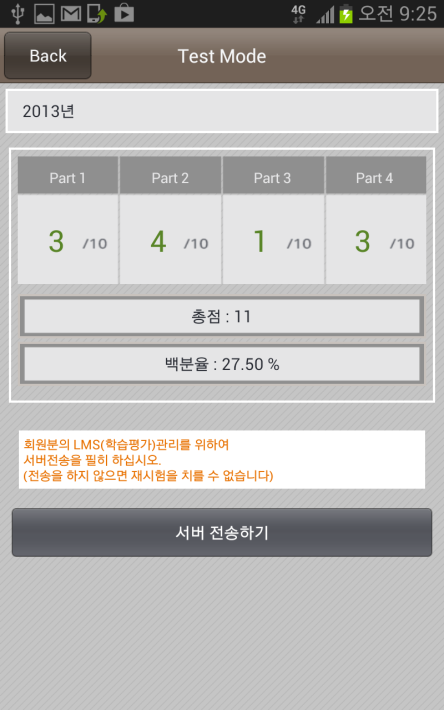 4G 오전 9:25
Back Test Mode
2013년
Part 1 Part 2 Part 3 Part 4
3 /10 4 /10 1 /10 3 /10
총점 : 11
백분율 : 27.50 %
회원분의 LMS(학습평가)관리를 위하여
서버전송을 필히 하십시오.
(전송을 하지 않으면 재시험을 치를 수 없습니다)
서버 전송하기